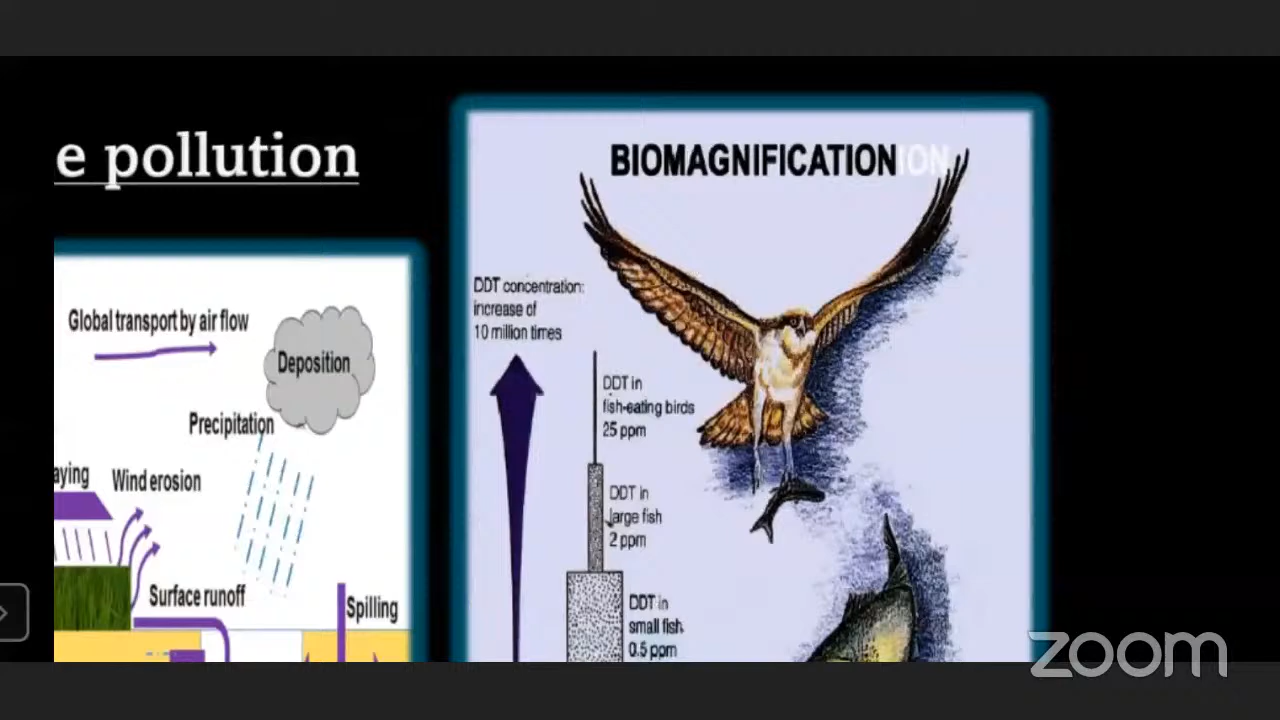 e pollution
BIOMAGNIFICATIONION
DDT concentration:
increase of
10 million times
DDT in
fish-eating birds
25 ppm
DDT in
large fish
2 ppm
DDT in
small fish
0.5 ppm
Global transport by air flow
Deposition
Precipitation
aying
Wind erosion
Surface runoff
Spilling
zoom